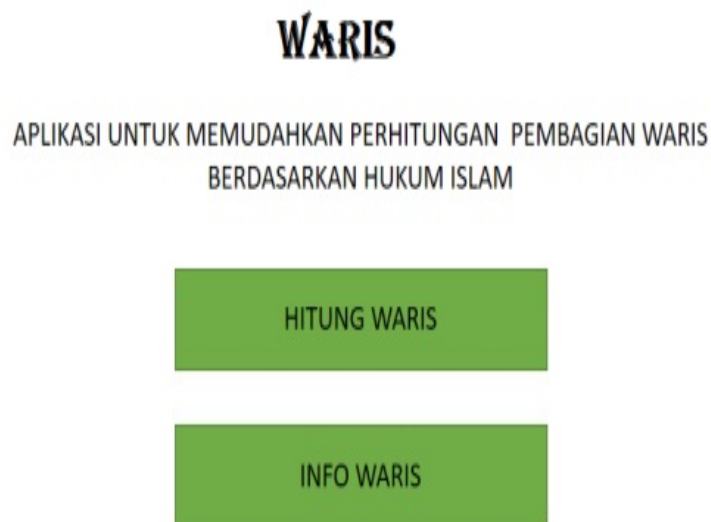 WARIS
APLIKASI UNTUK MEMUDAHKAN PERHITUNGAN PEMBAGIAN WARIS
BERDASARKAN HUKUM ISLAM
HITUNG WARIS
INFO WARIS